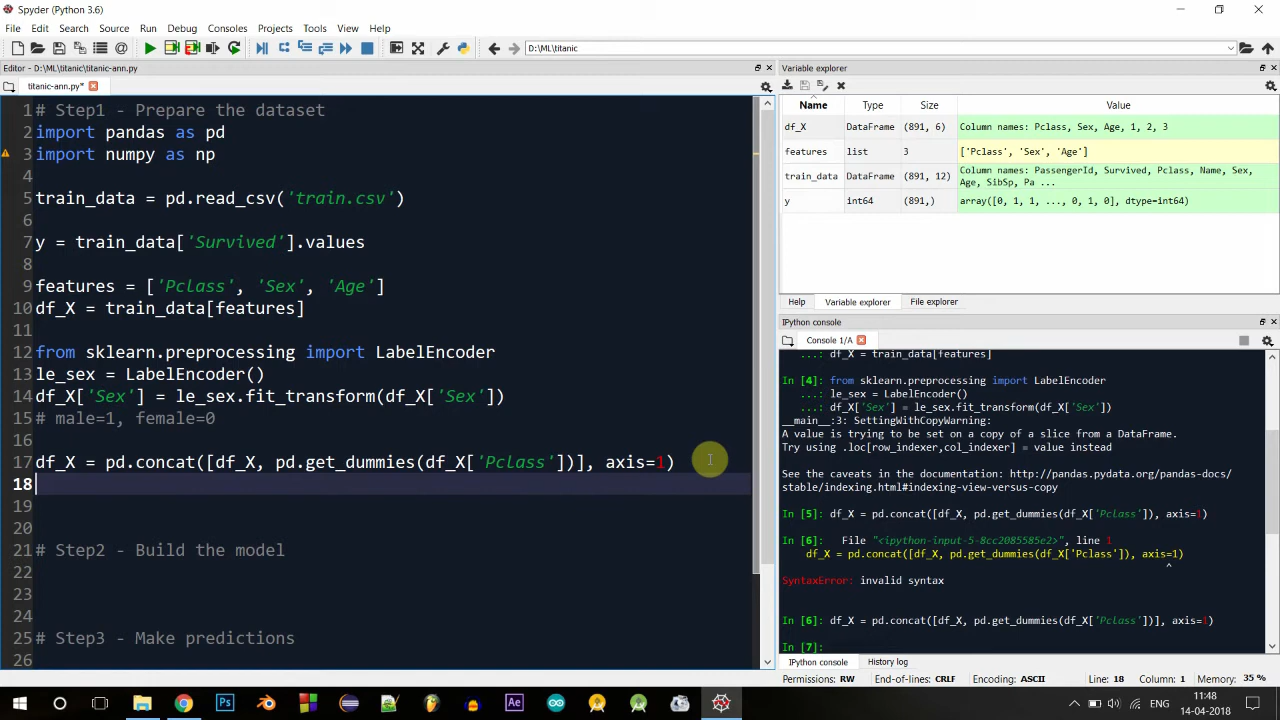 Spyder (Python 3.6)
File Edit Search Source Run Debug Consoles Projects Tools View Help
D:\ML\titanic
Editor - D:\ML\titanic\titanic-ann.py
titanic-ann.py*
1 # Step1 - Prepare the dataset
2 import pandas as pd
3 import numpy as np
4
5 train_data = pd.read_csv('train.csv')
6
7 y = train_data['Survived'].values
8
9 features = ['Pclass', 'Sex', 'Age']
10 df_X = train_data[features]
11
12 from sklearn.preprocessing import LabelEncoder
13 le_sex = LabelEncoder()
14 df_X['Sex'] = le_sex.fit_transform(df_X['Sex'])
15 # male=1, female=0
16
17 df_X = pd.concat([df_X, pd.get_dummies(df_X['Pclass'])], axis=1)
18
19
20
21 # Step2 - Build the model
22
23
24
25 # Step3 - Make predictions
26
Variable explorer
Name Type Size Value
df_X DataFrame (891, 6) Column names: Pclass, Sex, Age, 1, 2, 3
features list 3 ['Pclass', 'Sex', 'Age']
train_data DataFrame (891, 12) Column names: PassengerId, Survived, Pclass, Name, Sex,
Age, SibSp, Pa ...
y int64 (891,) array([0, 1, 1, ..., 0, 1, 0], dtype=int64)
Help Variable explorer File explorer
IPython console
Console 1/A
...: df_X = train_data[features]
In [4]: from sklearn.preprocessing import LabelEncoder
...: le_sex = LabelEncoder()
...: df_X['Sex'] = le_sex.fit_transform(df_X['Sex'])
__main__:3: SettingWithCopyWarning:
A value is trying to be set on a copy of a slice from a DataFrame.
Try using .loc[row_indexer,col_indexer] = value instead
See the caveats in the documentation: http://pandas.pydata.org/pandas-docs/
stable/indexing.html#indexing-view-versus-copy
In [5]: df_X = pd.concat([df_X, pd.get_dummies(df_X['Pclass']), axis=1)
In [6]: File "<ipython-input-5-8cc2085585e2>", line 1
df_X = pd.concat([df_X, pd.get_dummies(df_X['Pclass']), axis=1)
^
SyntaxError: invalid syntax
In [6]: df_X = pd.concat([df_X, pd.get_dummies(df_X['Pclass'])], axis=1)
In [7]:
IPython console History log
Permissions: RW End-of-lines: CRLF Encoding: ASCII Line: 18 Column: 1 Memory: 35 %
Ps Ae ENG 11:48
14-04-2018